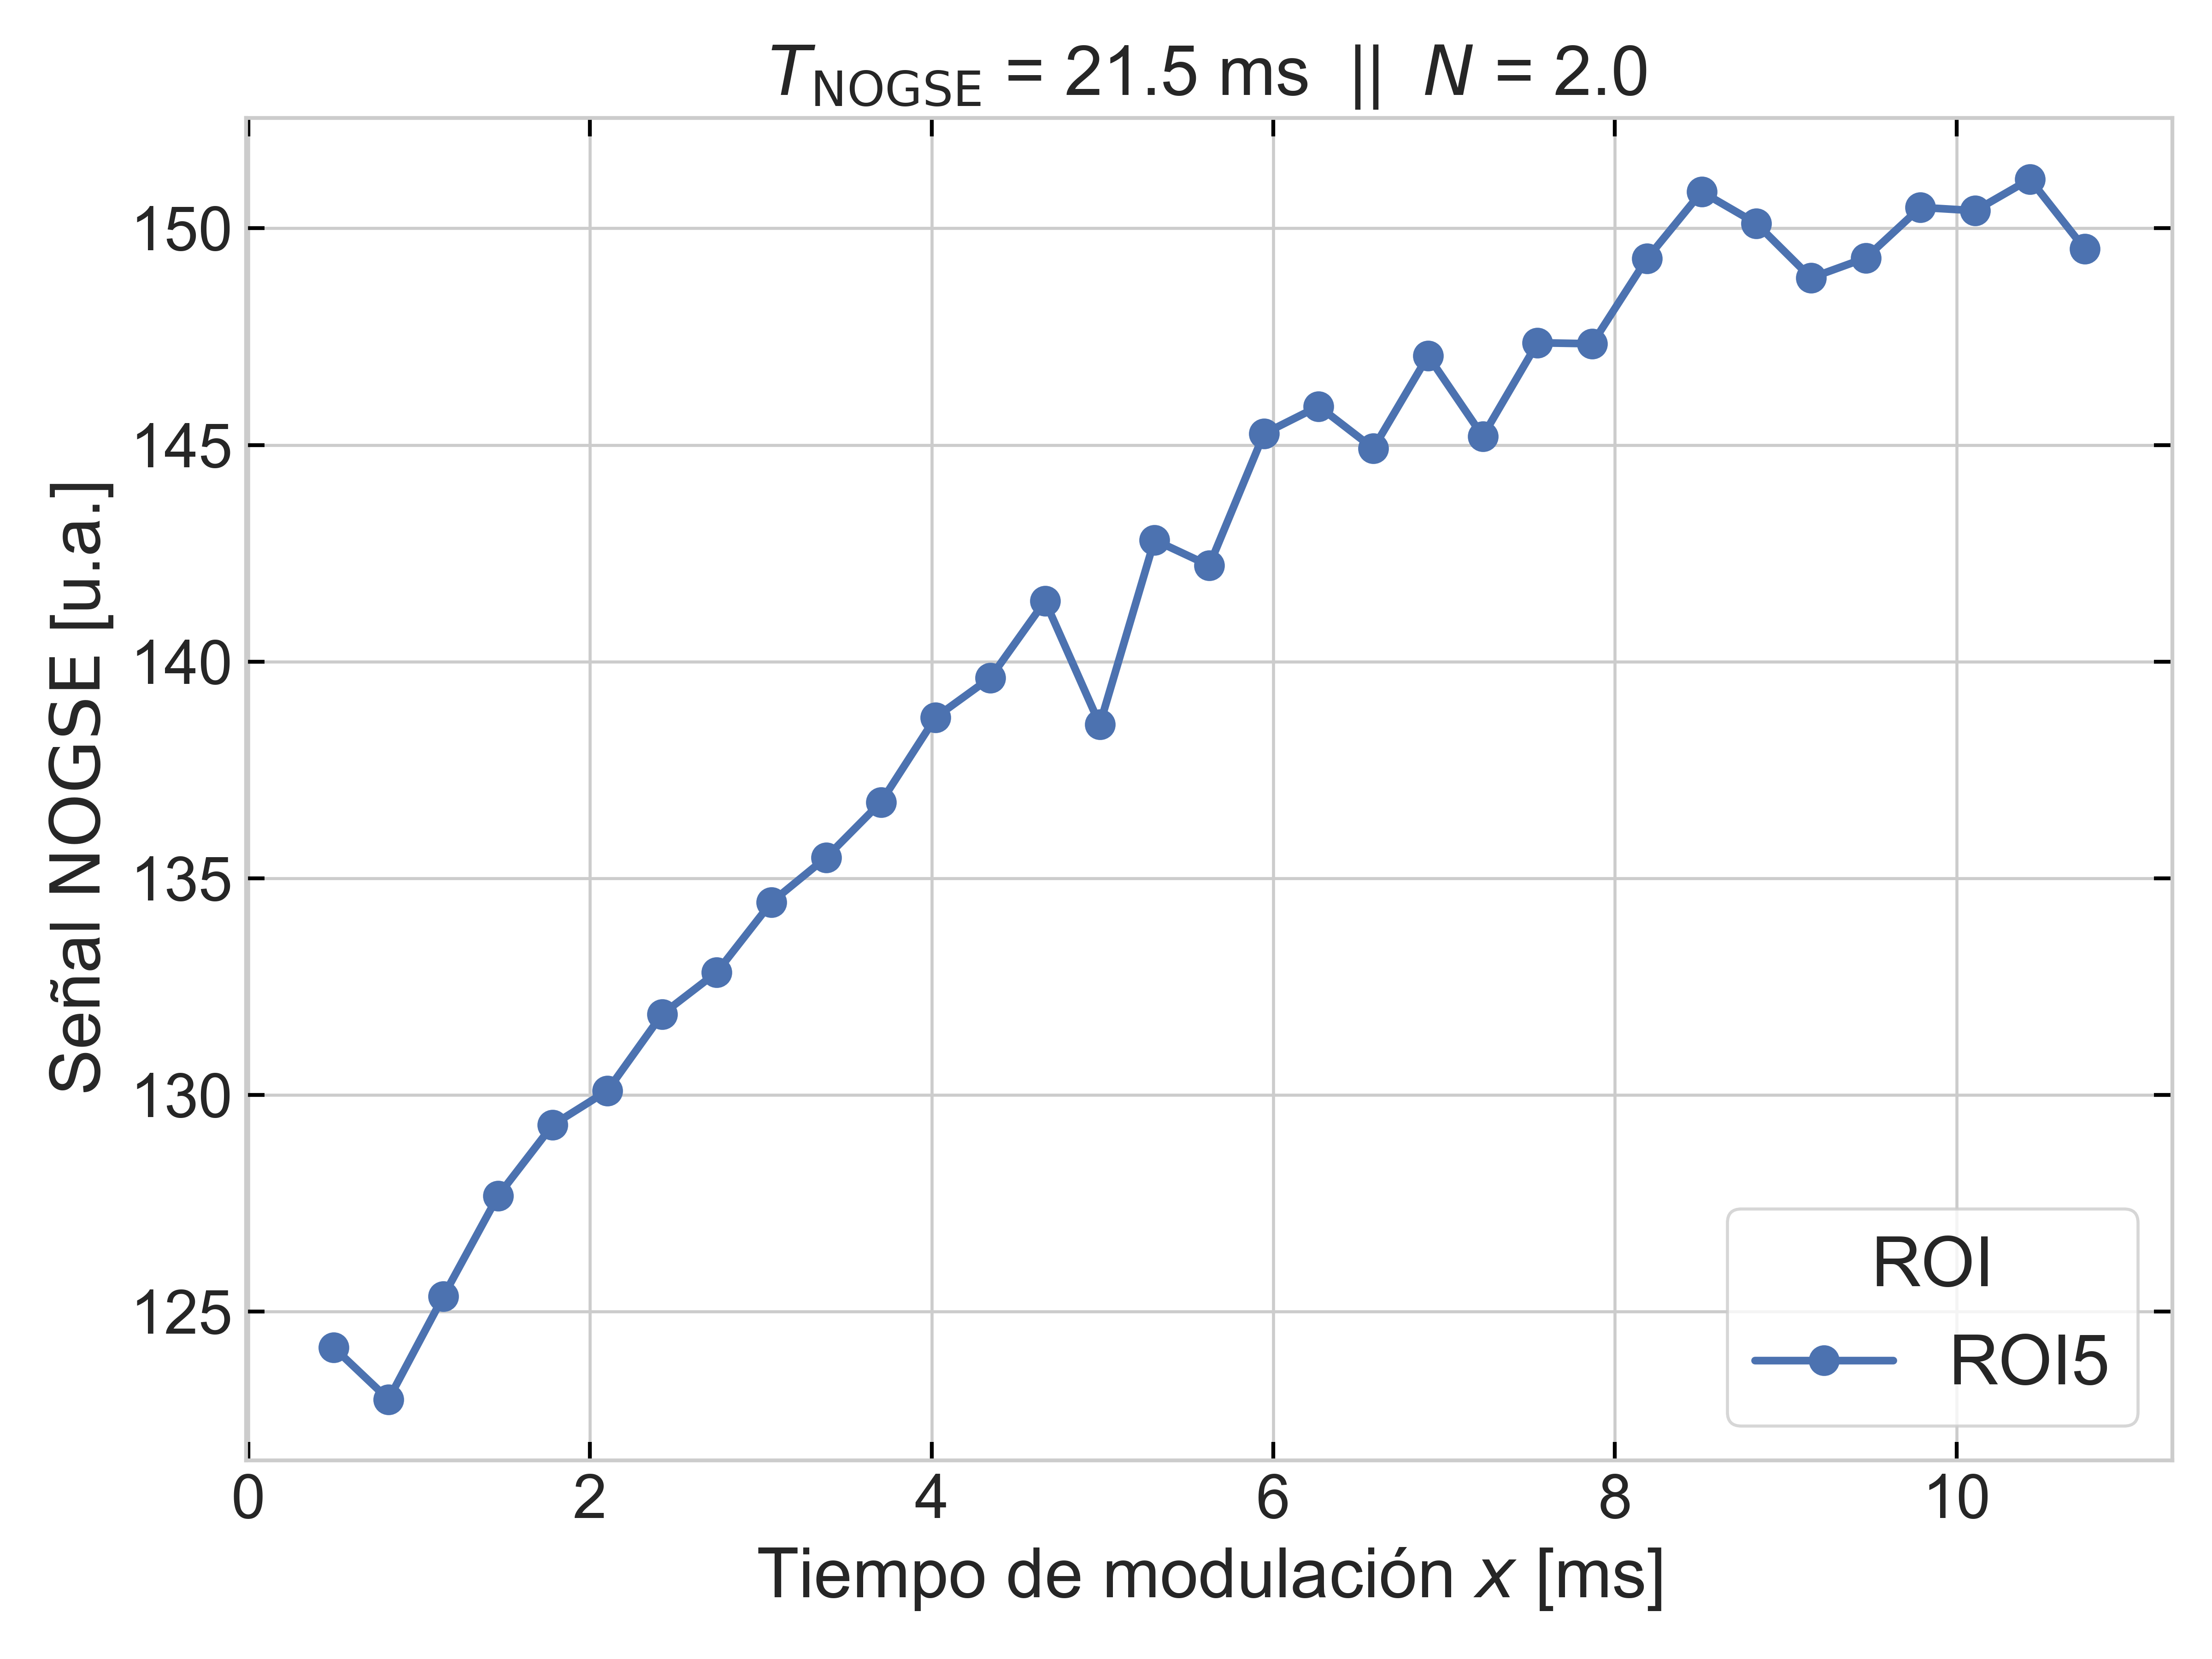 T_NOGSE = 21.5 ms || N = 2.0
Señal NOGSE [u.a.]
150
145
140
135
130
125
ROI
ROI5
0 2 4 6 8 10
Tiempo de modulación x [ms]